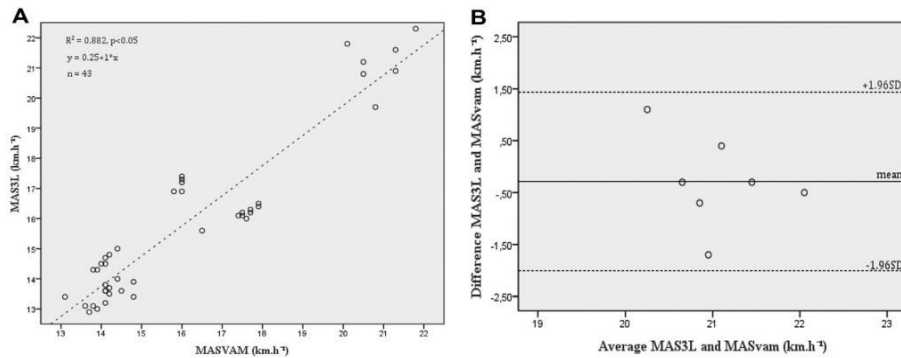 A
R² = 0.882, p<0.05
y = 0.25+1*x
n = 43
22
21
20
19
18
17
16
15
14
13
MAS3L (km.h⁻¹)
13 14 15 16 17 18 19 20 21 22
MASVAM (km.h⁻¹)
B
2,50
1,50
,50
-,50
-1,50
-2,50
Difference MAS3L and MASvam (km.h⁻¹)
+1.96SD
mean
-1.96SD
19 20 21 22 23
Average MAS3L and MASvam (km.h⁻¹)